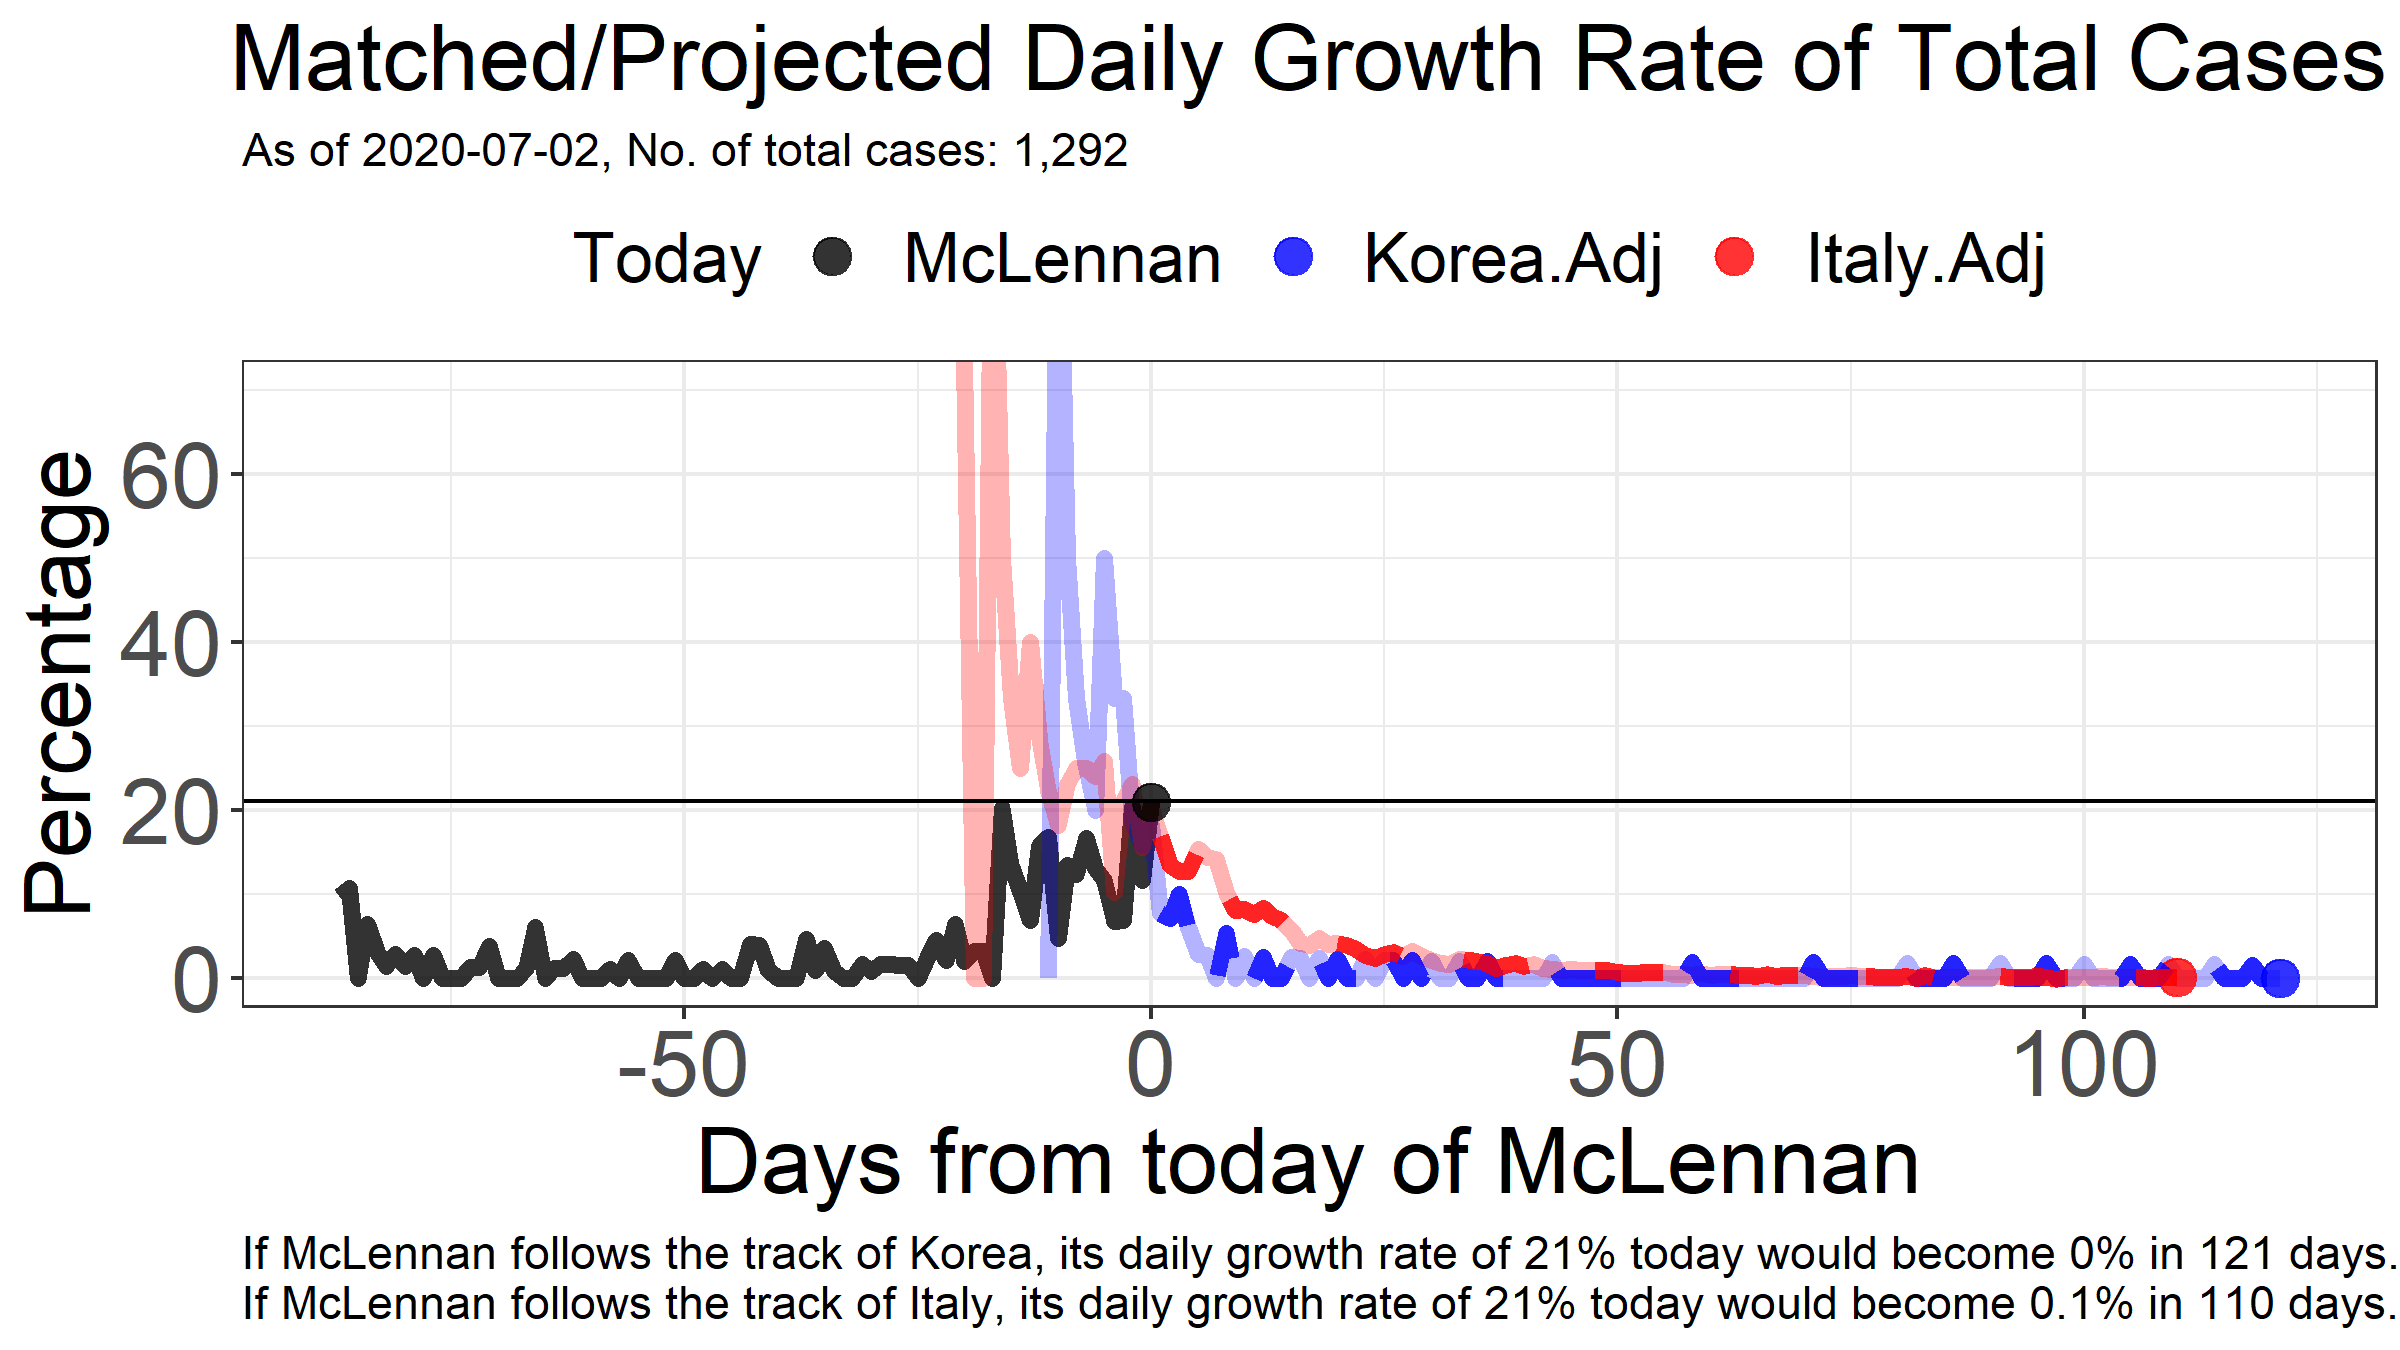 Matched/Projected Daily Growth Rate of Total Cases
As of 2020-07-02, No. of total cases: 1,292
Today McLennan Korea.Adj Italy.Adj
Percentage
60
40
20
0
-50 0 50 100
Days from today of McLennan
If McLennan follows the track of Korea, its daily growth rate of 21% today would become 0% in 121 days.
If McLennan follows the track of Italy, its daily growth rate of 21% today would become 0.1% in 110 days.